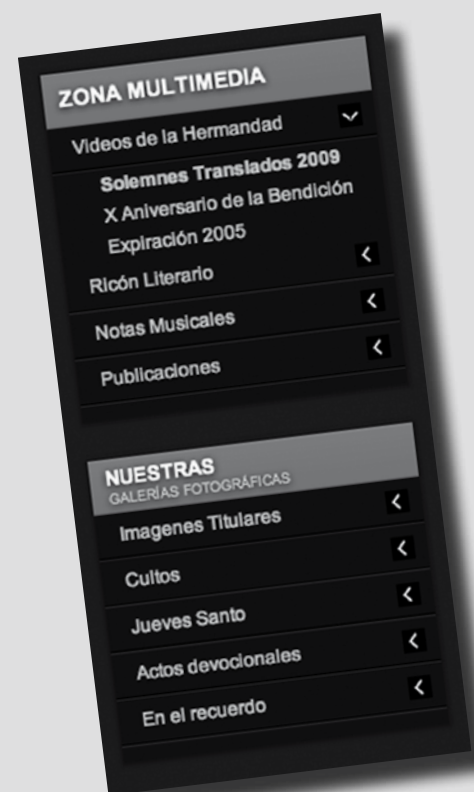 ZONA MULTIMEDIA
Videos de la Hermandad
Solemnes Translados 2009
X Aniversario de la Bendición
Expiración 2005
Ricón Literario
Notas Musicales
Publicaciones
NUESTRAS
GALERÍAS FOTOGRÁFICAS
Imagenes Titulares
Cultos
Jueves Santo
Actos devocionales
En el recuerdo